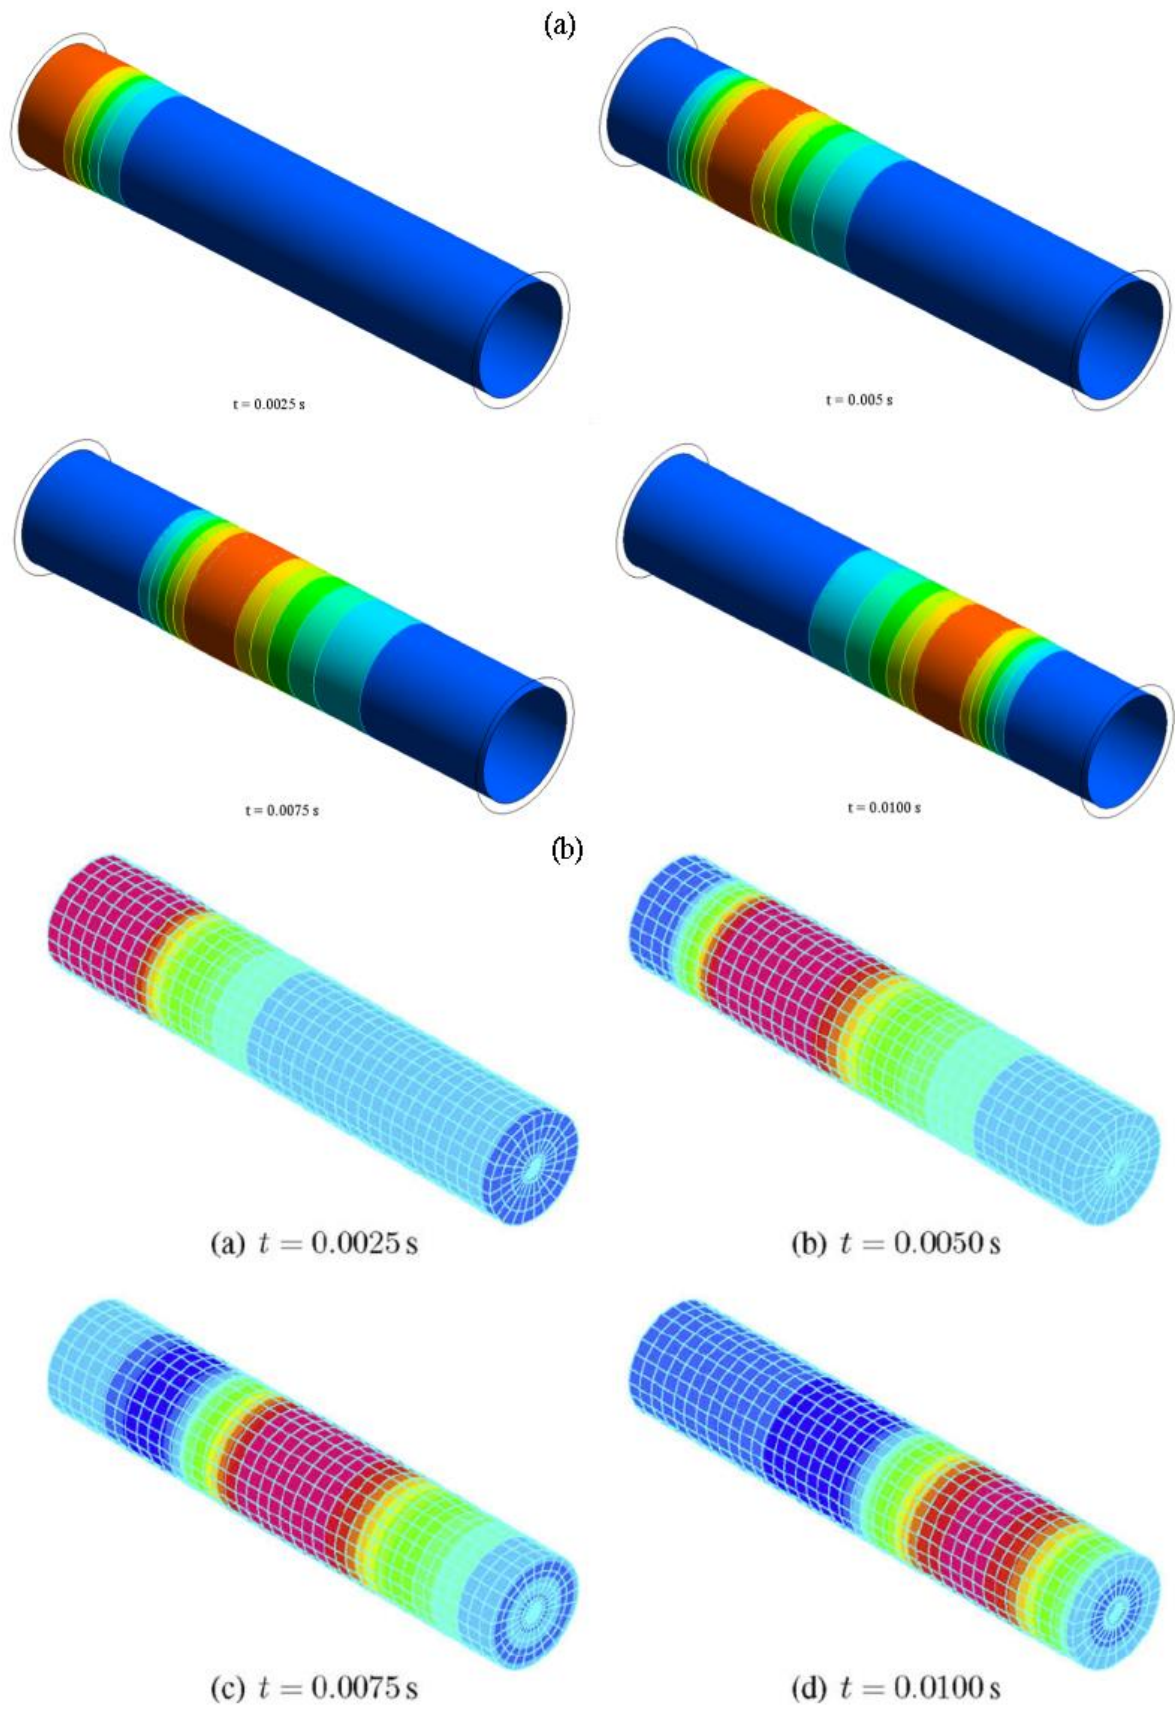 (a)
t = 0.0025 s
t = 0.005 s
t = 0.0075 s
t = 0.0100 s
(b)
(a) t = 0.0025 s
(b) t = 0.0050 s
(c) t = 0.0075 s
(d) t = 0.0100 s